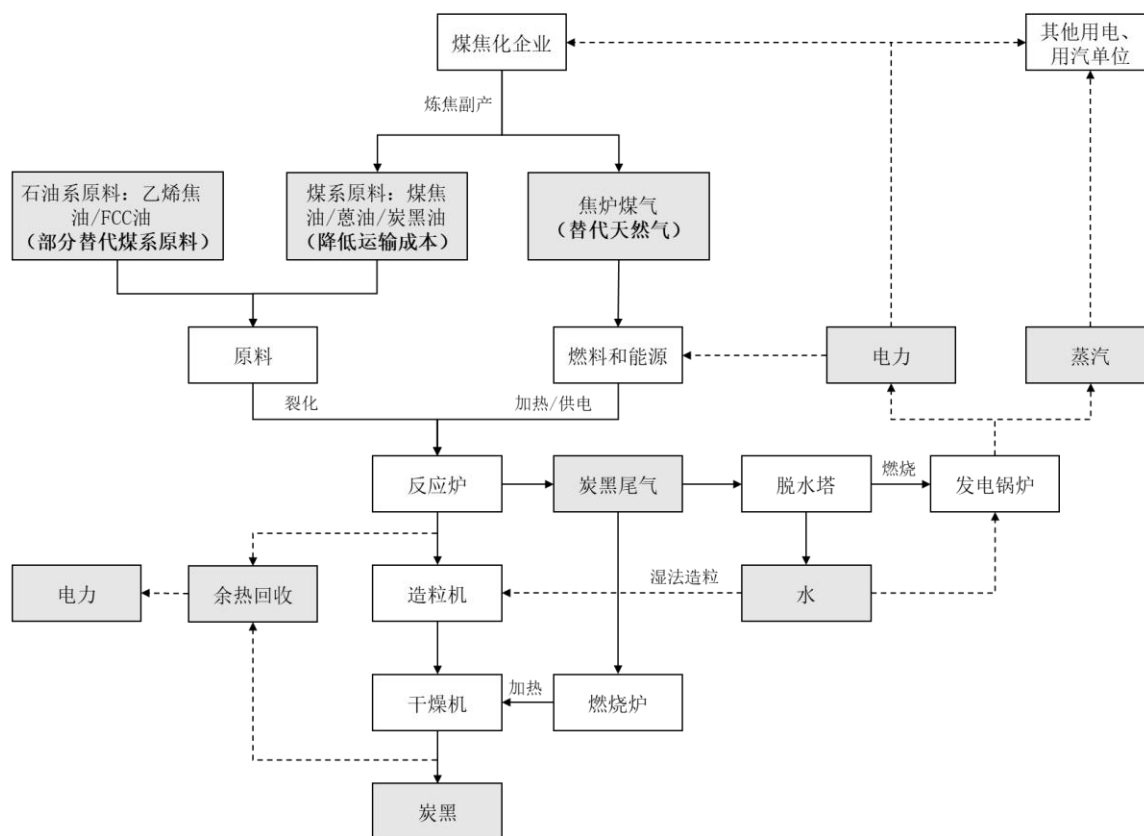 煤焦化企业
其他用电、
用汽单位
炼焦副产
石油系原料：乙烯焦
油/FCC油
（部分替代煤系原料）
煤系原料：煤焦
油/蒽油/炭黑油
（降低运输成本）
焦炉煤气
（替代天然气）
原料
燃料和能源
电力
蒸汽
裂化
加热/供电
反应炉
炭黑尾气
脱水塔
燃烧
发电锅炉
电力
余热回收
造粒机
湿法造粒
水
干燥机
加热
燃烧炉
炭黑